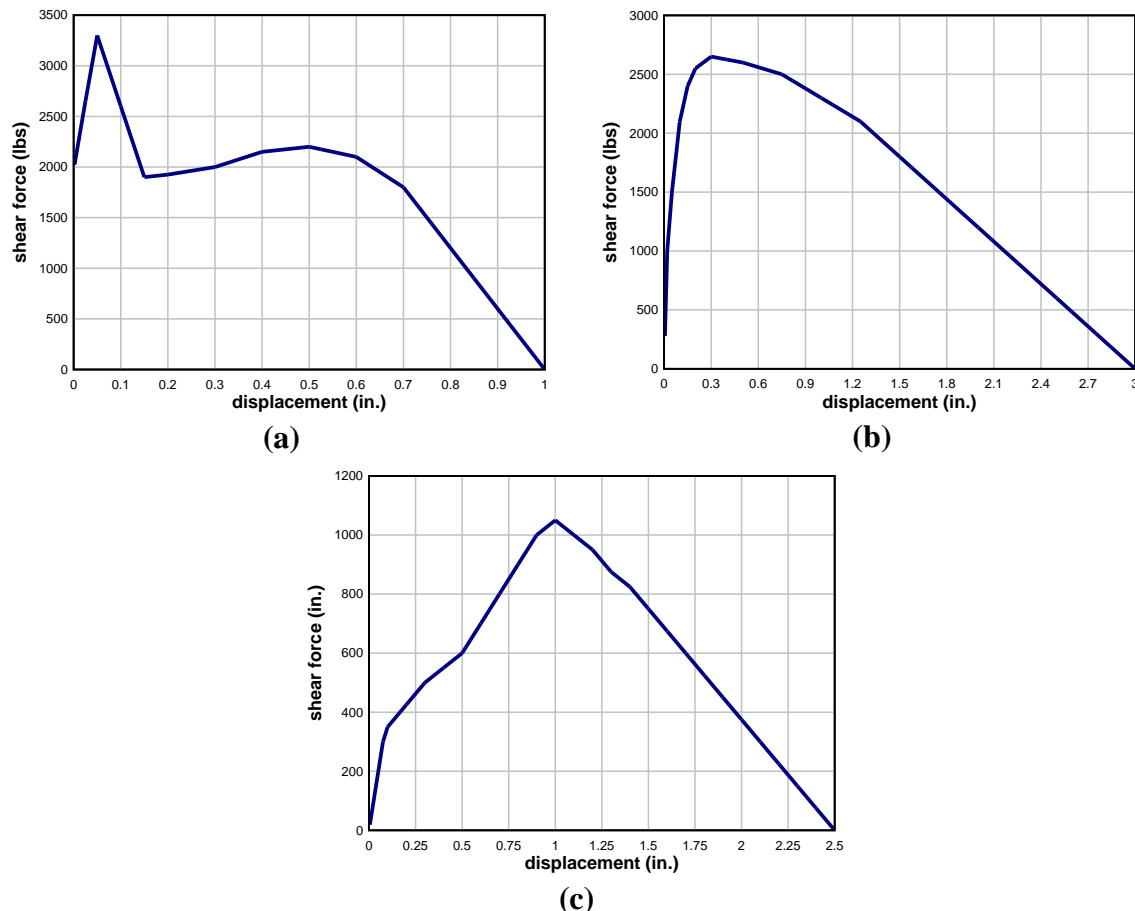 shear force (lbs)
3500
3000
2500
2000
1500
1000
500
0
0 0.1 0.2 0.3 0.4 0.5 0.6 0.7 0.8 0.9 1
displacement (in.)
(a)
shear force (lbs)
3000
2500
2000
1500
1000
500
0
0 0.3 0.6 0.9 1.2 1.5 1.8 2.1 2.4 2.7 3
displacement (in.)
(b)
shear force (in.)
1200
1000
800
600
400
200
0
0 0.25 0.5 0.75 1 1.25 1.5 1.75 2 2.25 2.5
displacement (in.)
(c)